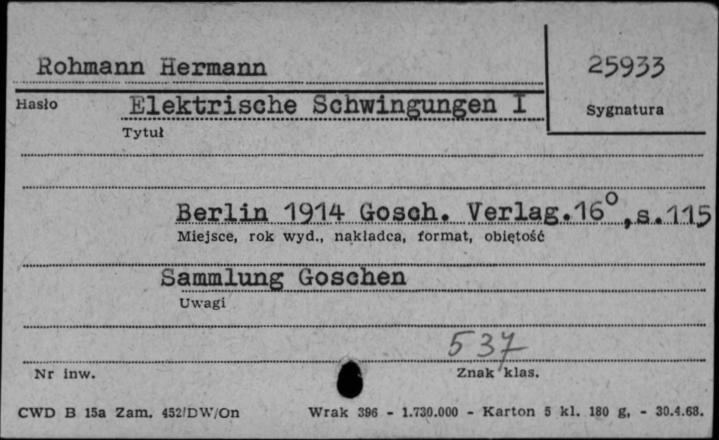 Rohmann Hermann
25933
Hasło
Elektrische Schwingungen I
Sygnatura
Tytuł
Berlin 1914 Gosch. Verlag.16°,s.115
Miejsce, rok wyd., nakładca, format, obiętość
Sammlung Goschen
Uwagi
537
Nr inw.
Znak klas.
CWD B 15a Zam. 452/DW/On Wrak 396 - 1.730.000 - Karton 5 kl. 180 g. - 30.4.68.